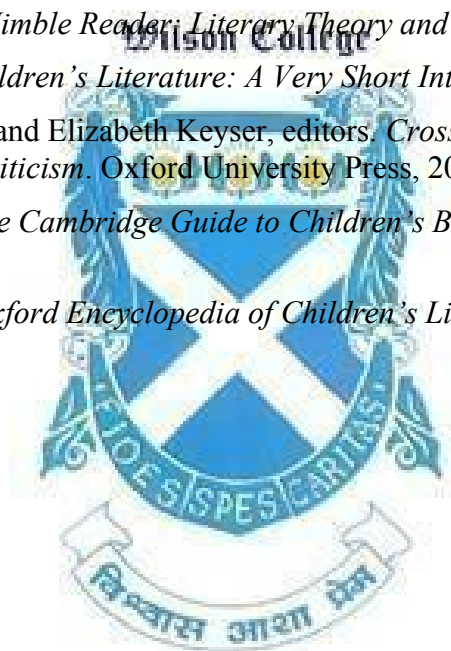 Nimble Reader: Literary Theory and
Wilson College
ildren's Literature: A Very Short Int
and Elizabeth Keyser, editors. Cross
iticism. Oxford University Press, 20
e Cambridge Guide to Children's B
xford Encyclopedia of Children's Li
FIDES SPES CARITAS
विश्वास आशा प्रेम